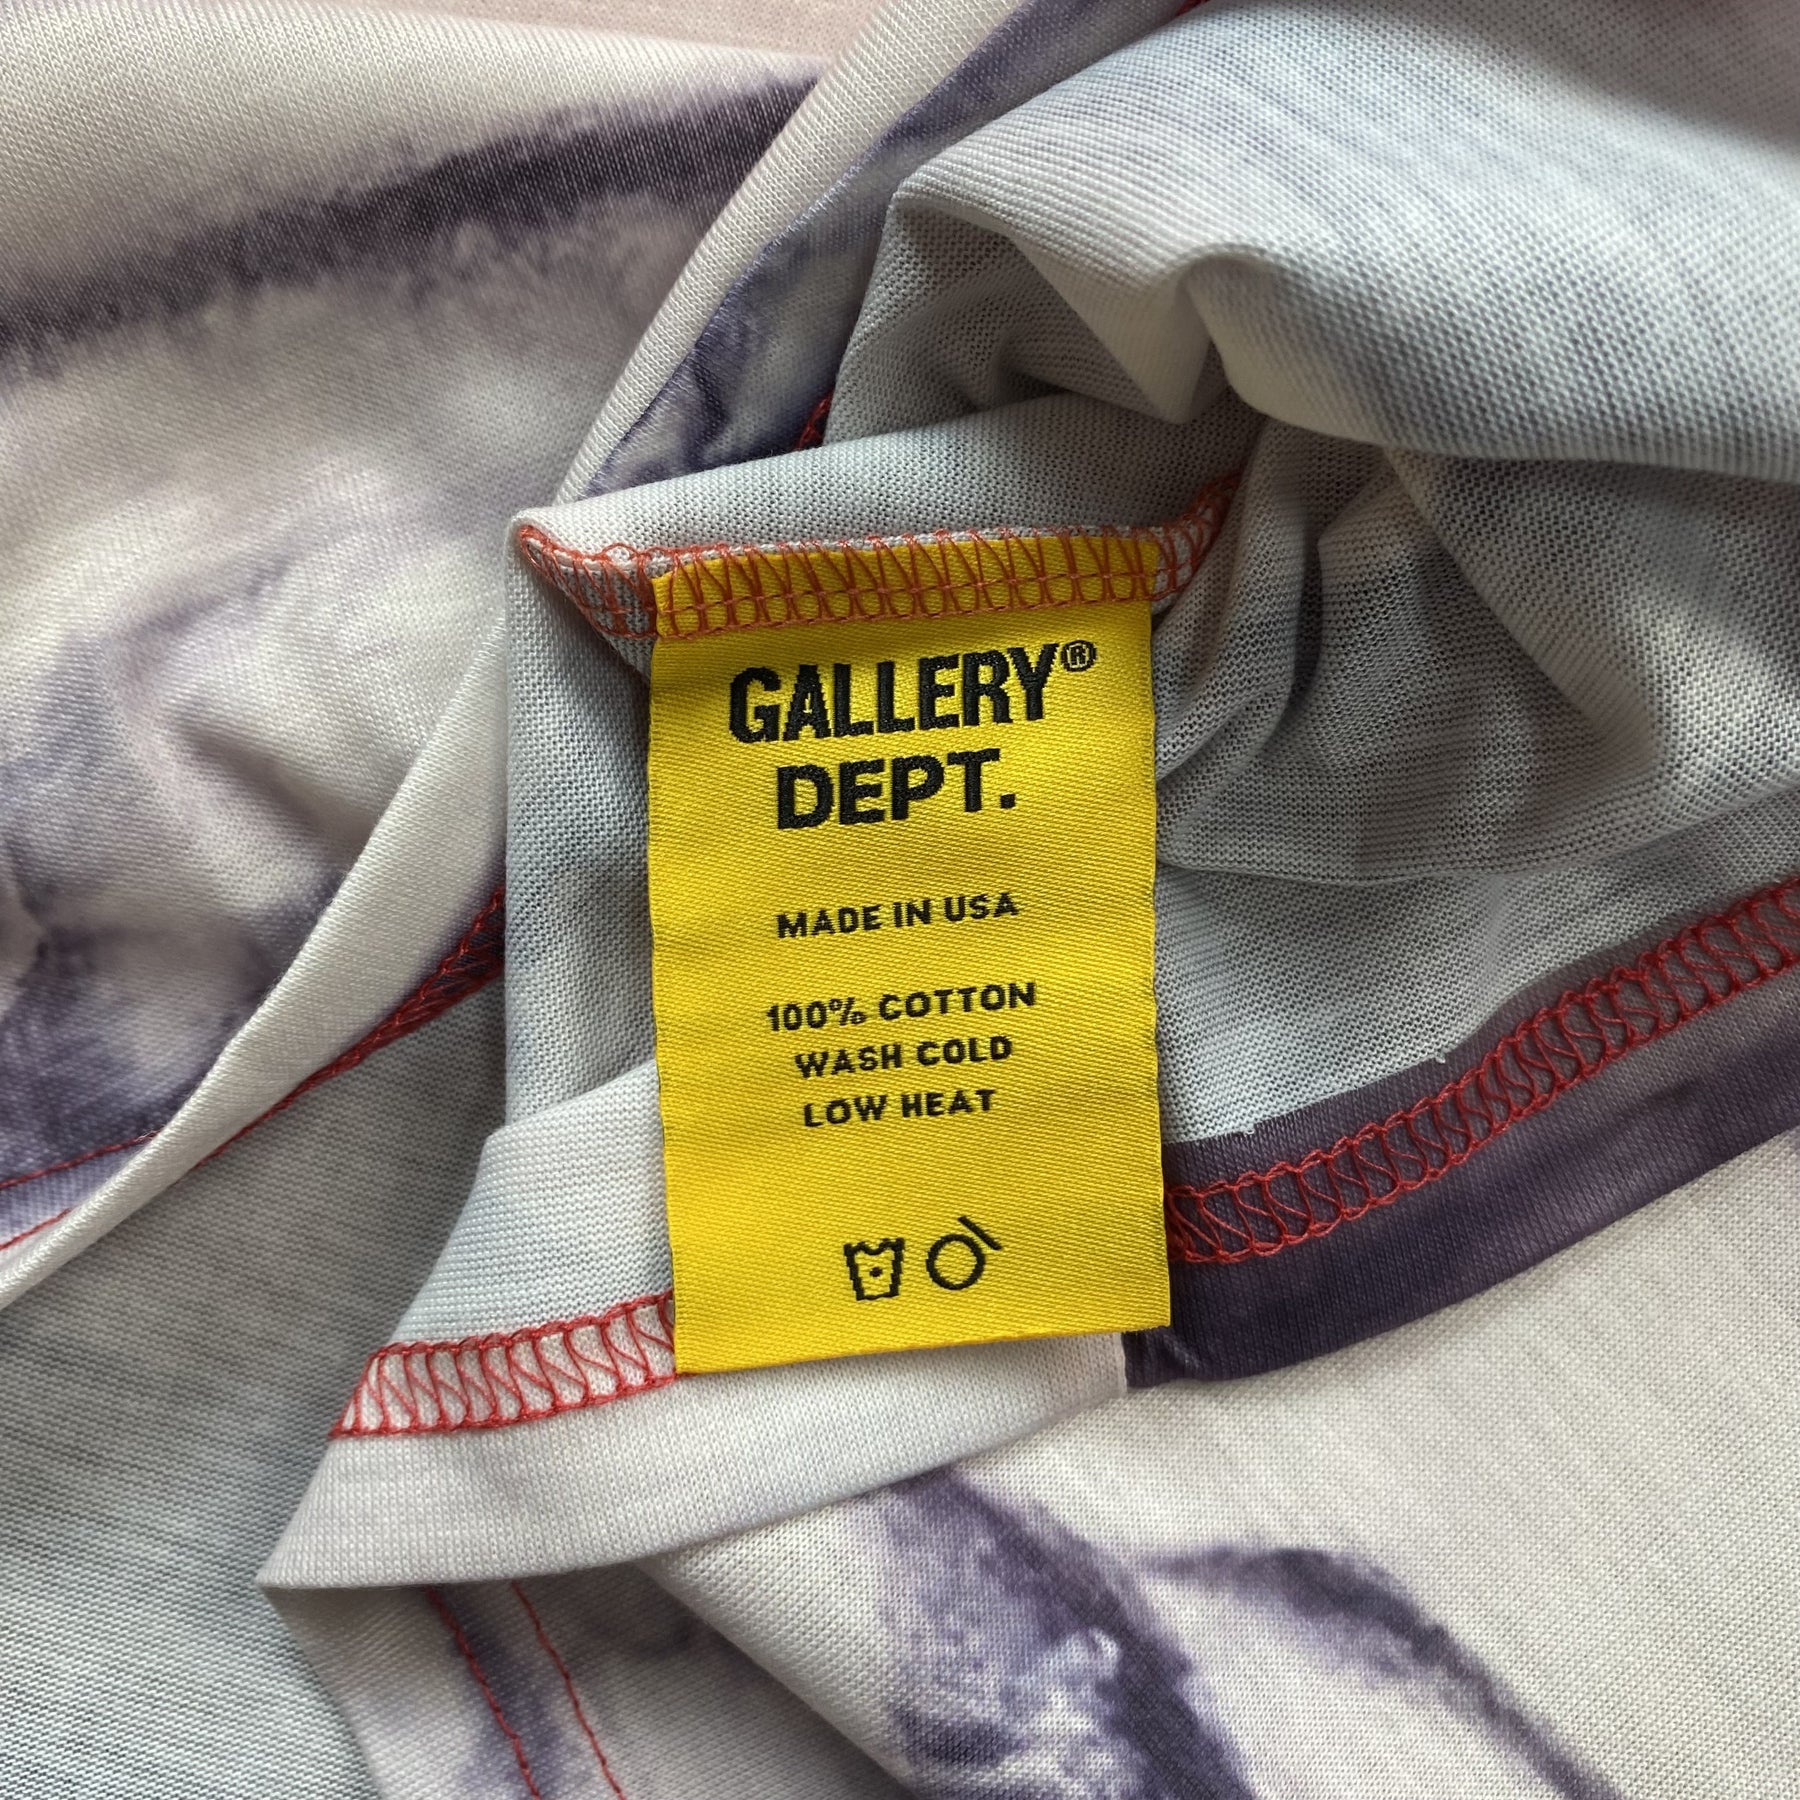 GALLERY®
DEPT.
MADE IN USA
100% COTTON
WASH COLD
LOW HEAT